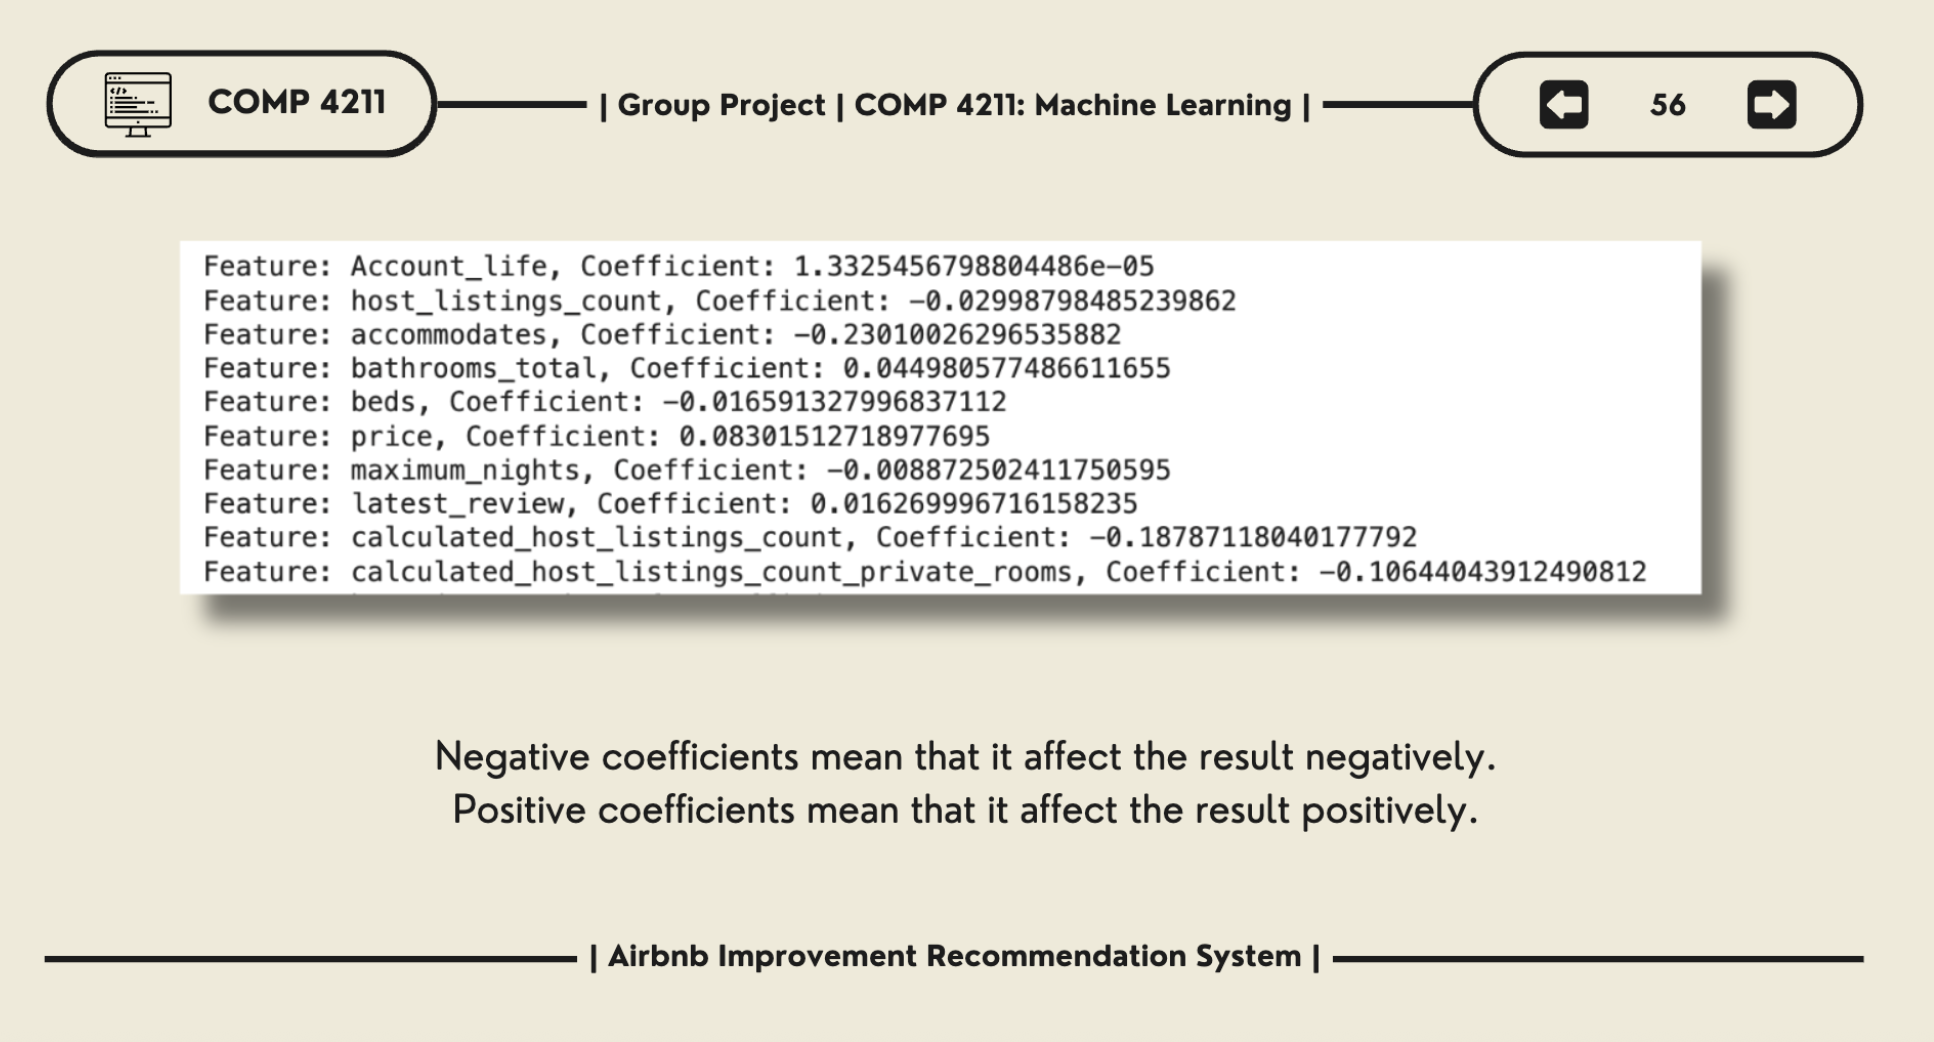 COMP 4211
| Group Project | COMP 4211: Machine Learning |
56
Feature: Account_life, Coefficient: 1.3325456798804486e-05
Feature: host_listings_count, Coefficient: -0.02998798485239862
Feature: accommodates, Coefficient: -0.23010026296535882
Feature: bathrooms_total, Coefficient: 0.044980577486611655
Feature: beds, Coefficient: -0.016591327996837112
Feature: price, Coefficient: 0.08301512718977695
Feature: maximum_nights, Coefficient: -0.008872502411750595
Feature: latest_review, Coefficient: 0.016269996716158235
Feature: calculated_host_listings_count, Coefficient: -0.18787118040177792
Feature: calculated_host_listings_count_private_rooms, Coefficient: -0.10644043912490812
Negative coefficients mean that it affect the result negatively.
Positive coefficients mean that it affect the result positively.
| Airbnb Improvement Recommendation System |